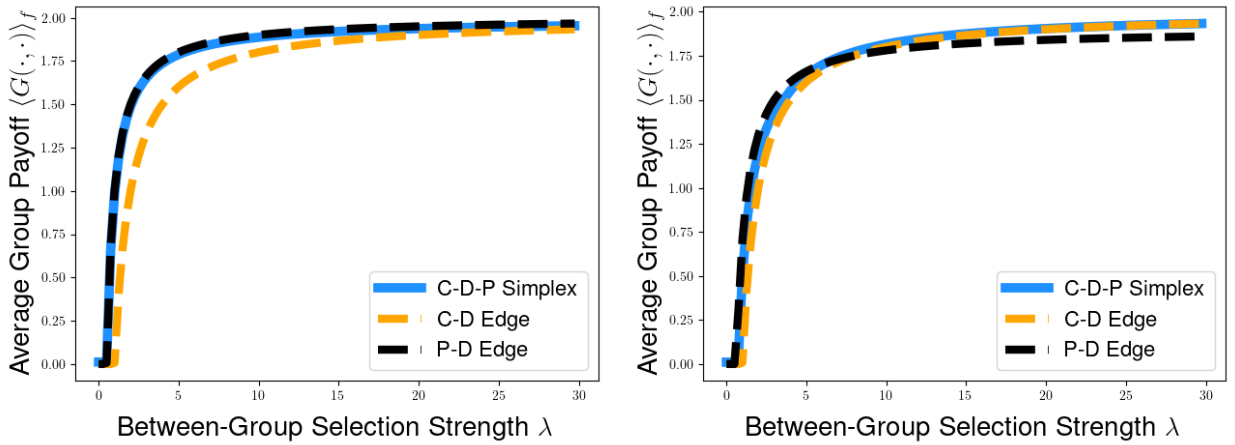 Average Group Payoff ⟨G(·,·)⟩_f
2.00
1.75
1.50
1.25
1.00
0.75
0.50
0.25
0.00
C-D-P Simplex
C-D Edge
P-D Edge
0 5 10 15 20 25 30
Between-Group Selection Strength λ
Average Group Payoff ⟨G(·,·)⟩_f
2.00
1.75
1.50
1.25
1.00
0.75
0.50
0.25
0.00
C-D-P Simplex
C-D Edge
P-D Edge
0 5 10 15 20 25 30
Between-Group Selection Strength λ